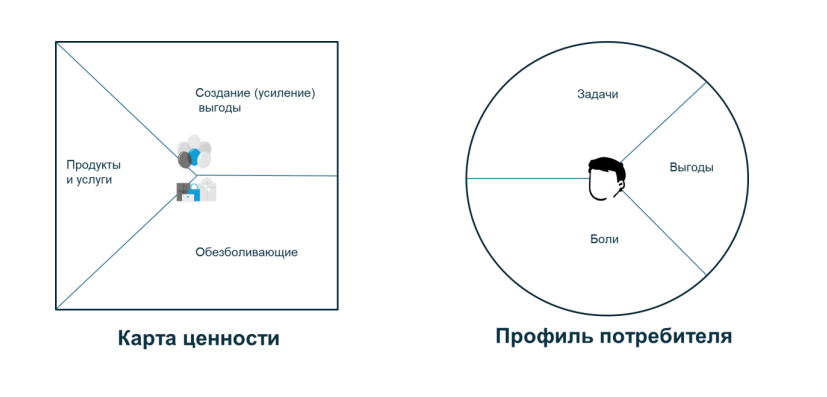 Создание (усиление)
выгоды
Продукты
и услуги
Обезболивающие
Карта ценности
Задачи
Выгоды
Боли
Профиль потребителя